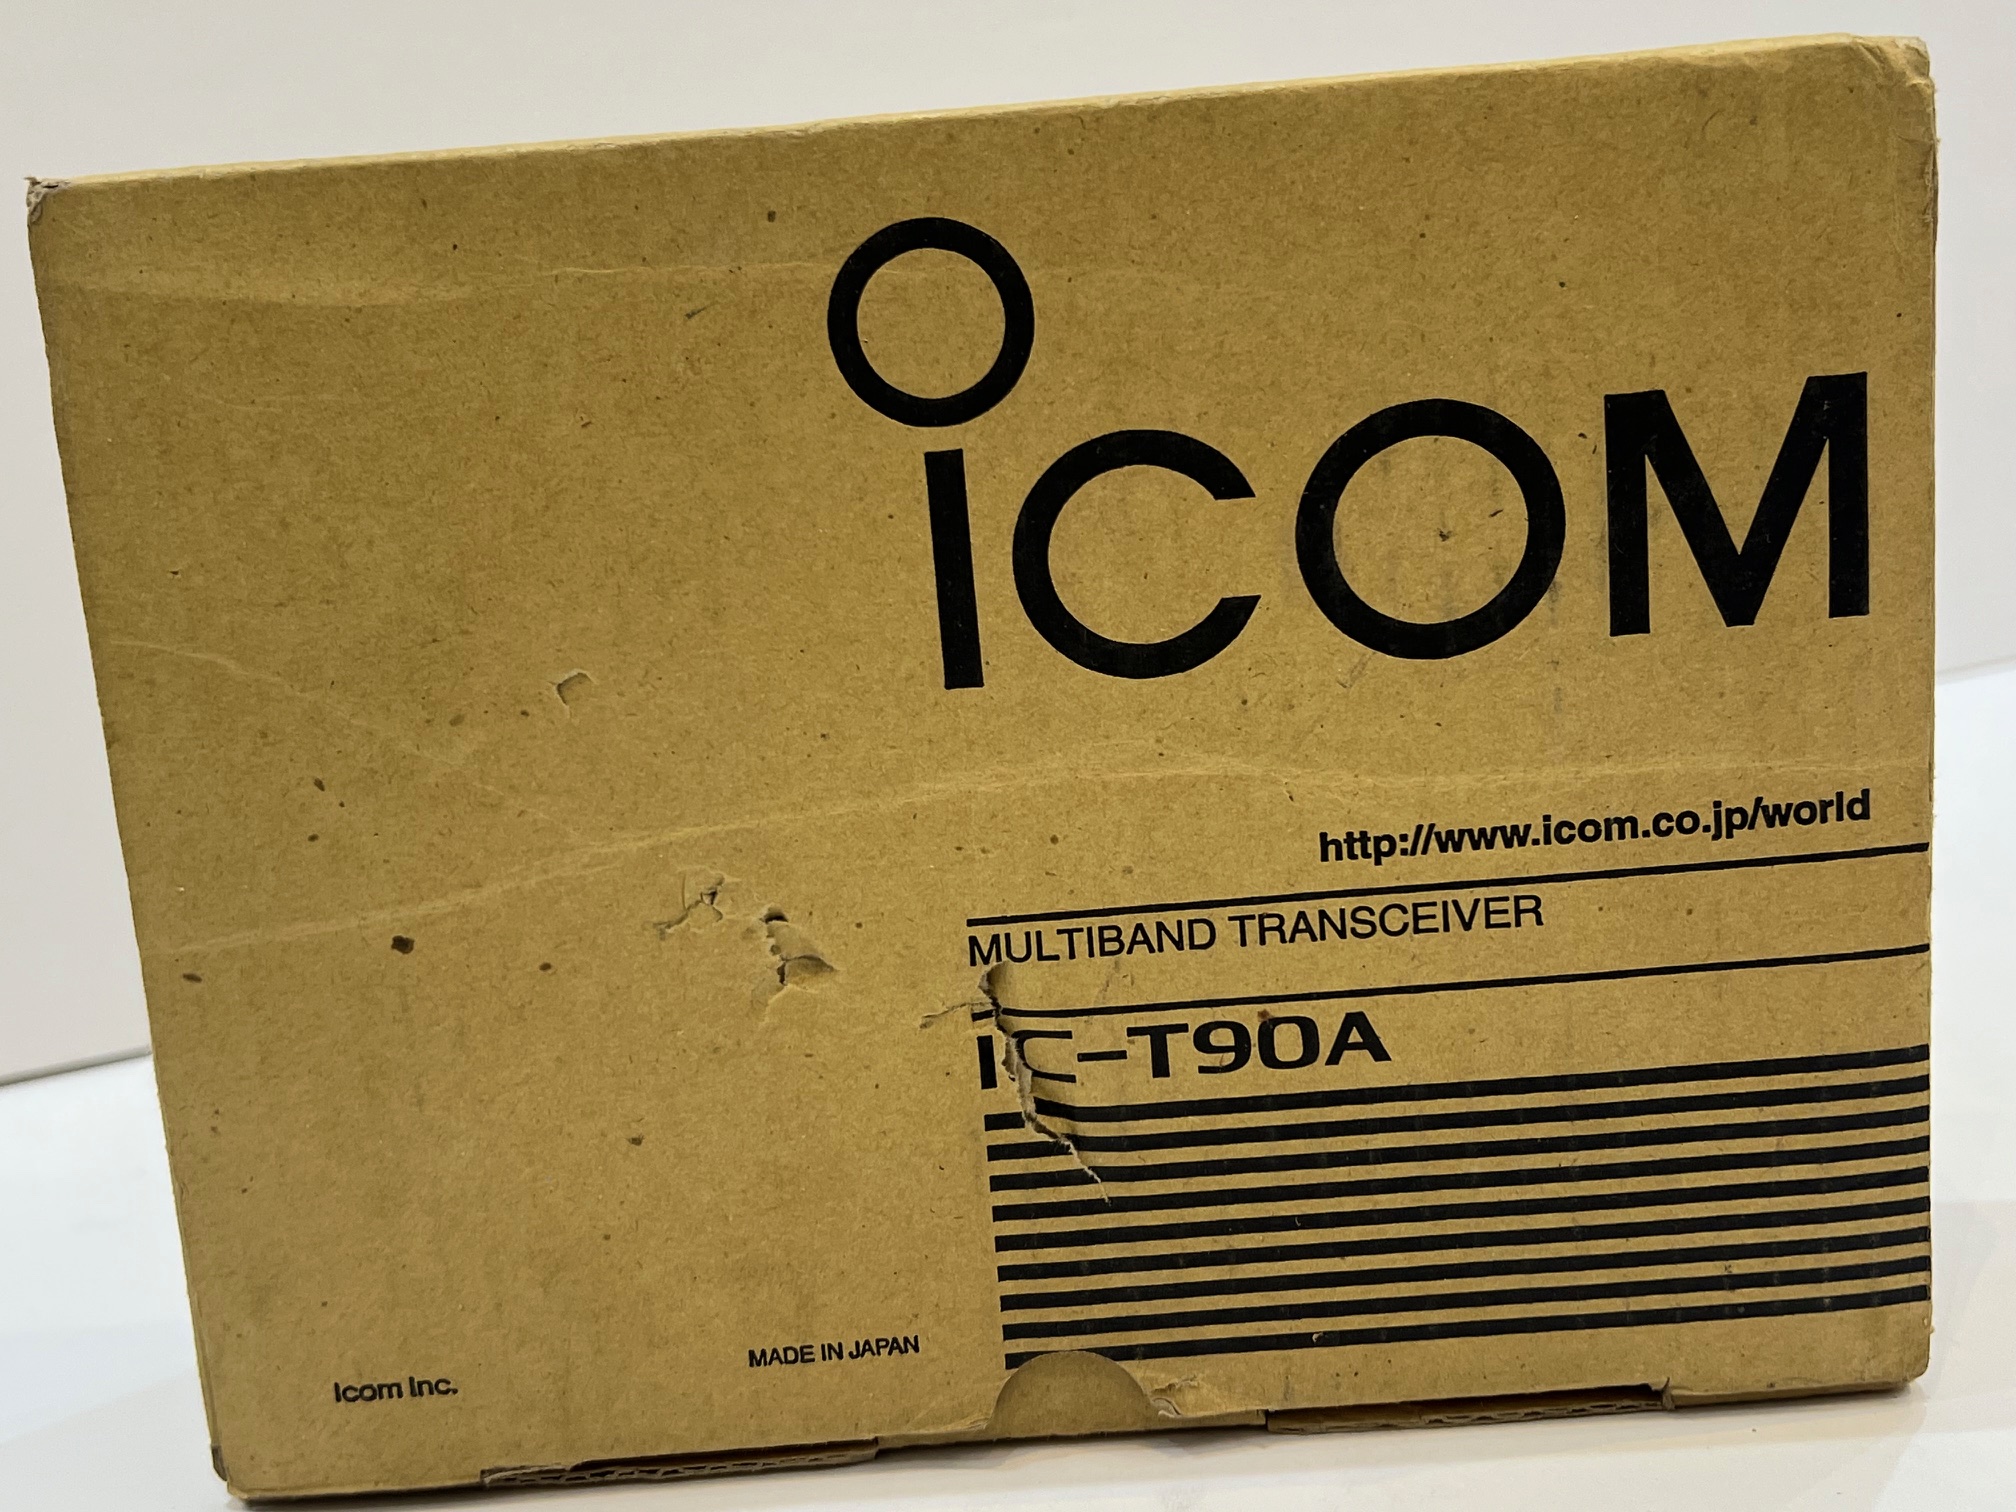 ICOM
http://www.icom.co.jp/world
MULTIBAND TRANSCEIVER
IC-T90A
MADE IN JAPAN
Icom Inc.